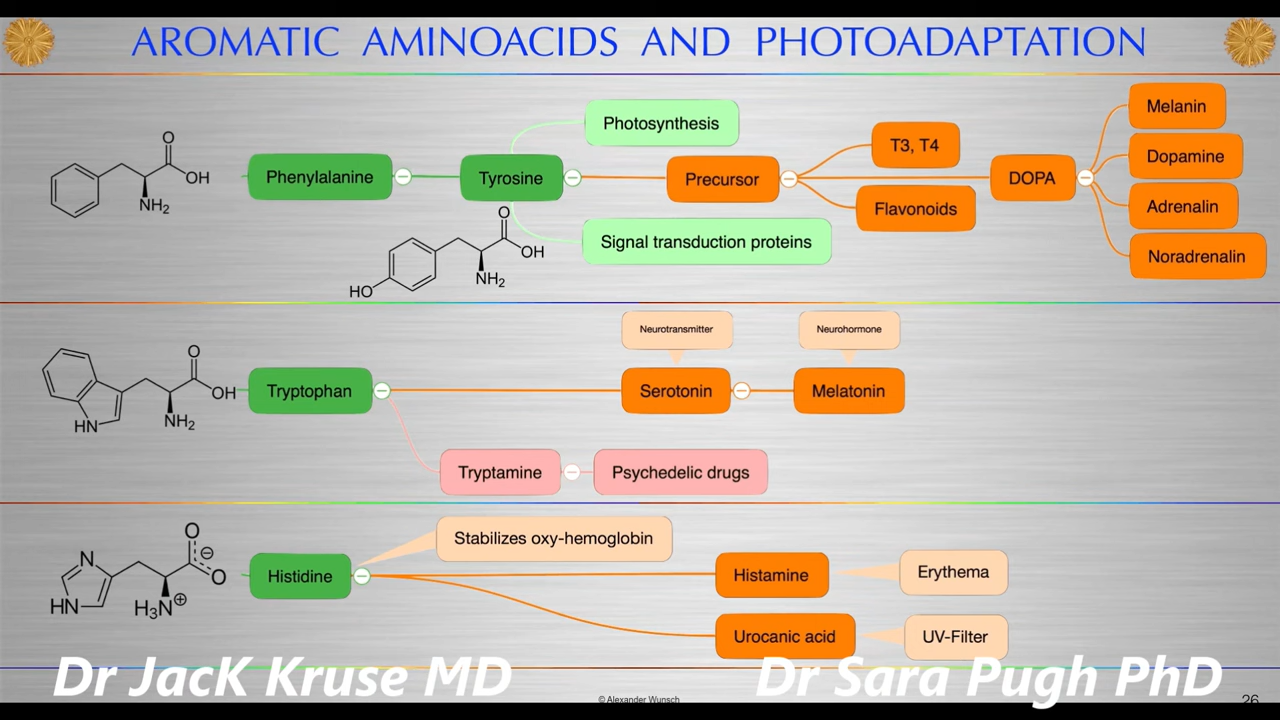 AROMATIC AMINOACIDS AND PHOTOADAPTATION
O
OH
NH₂
Phenylalanine
Tyrosine
Photosynthesis
Signal transduction proteins
Precursor
T3, T4
Flavonoids
DOPA
Melanin
Dopamine
Adrenalin
Noradrenalin
O
OH
NH₂
HO
O
OH
NH₂
HN
Tryptophan
Neurotransmitter
Serotonin
Neurohormone
Melatonin
Tryptamine
Psychedelic drugs
O
⊖
O
N
HN
H₃N⊕
Histidine
Stabilizes oxy-hemoglobin
Histamine
Erythema
Urocanic acid
UV-Filter
Dr JacK Kruse MD
Dr Sara Pugh PhD
© Alexander Wunsch
26